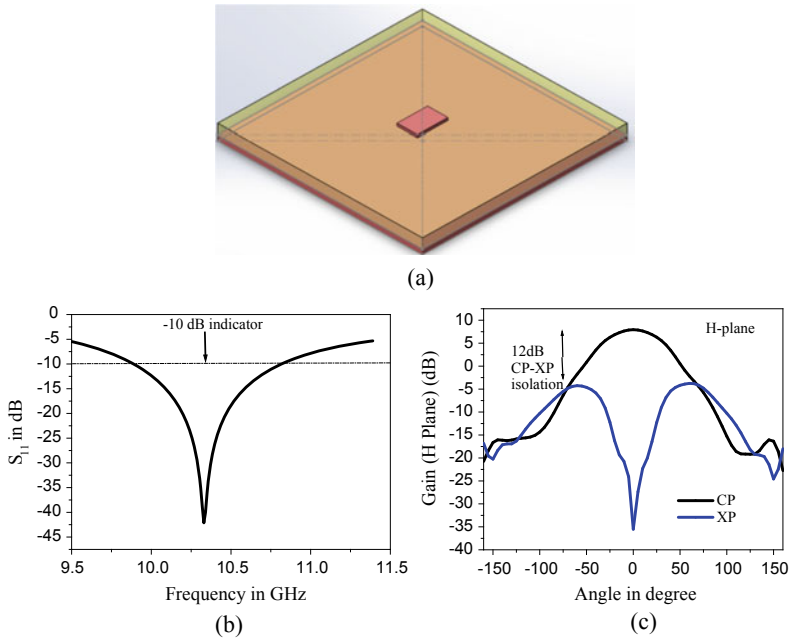 (a)
0
-5
-10
-15
-20
-25
-30
-35
-40
-45
S11 in dB
-10 dB indicator
9.5
10.0
10.5
11.0
11.5
Frequency in GHz
(b)
10
5
0
-5
-10
-15
-20
-25
-30
-35
-40
Gain (H Plane) (dB)
H-plane
12dB
CP-XP
isolation
CP
XP
-150
-100
-50
0
50
100
150
Angle in degree
(c)